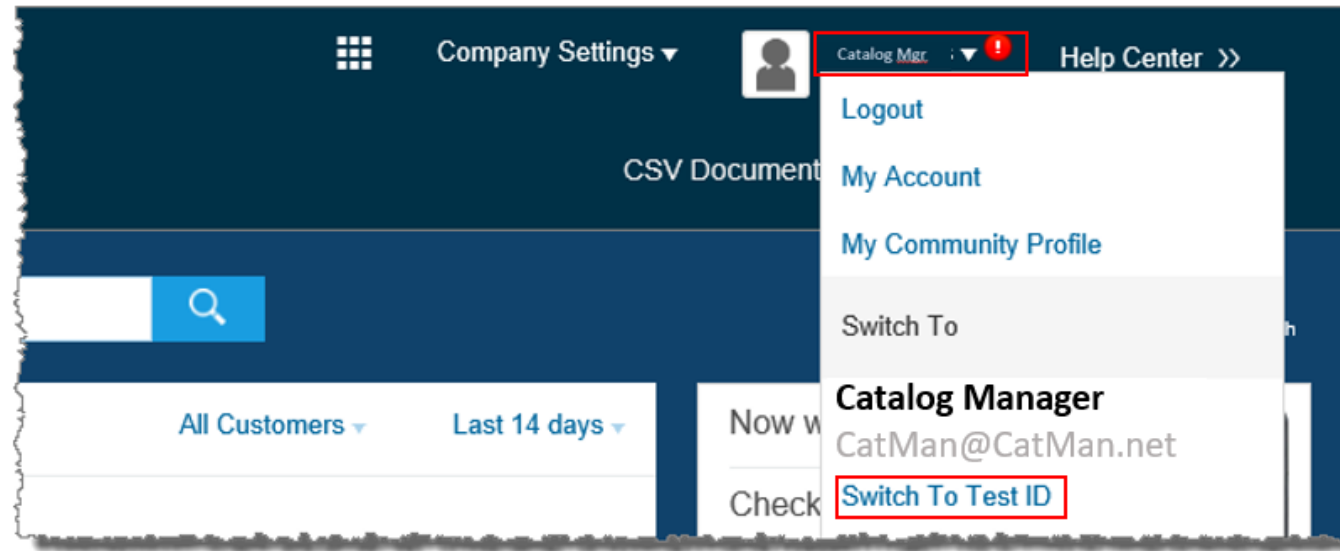 Company Settings
Catalog Mgr.
!
Help Center >>
Logout
CSV Document
My Account
My Community Profile
Switch To
h
Catalog Manager
All Customers
Last 14 days
Now w
CatMan@CatMan.net
Check
Switch To Test ID